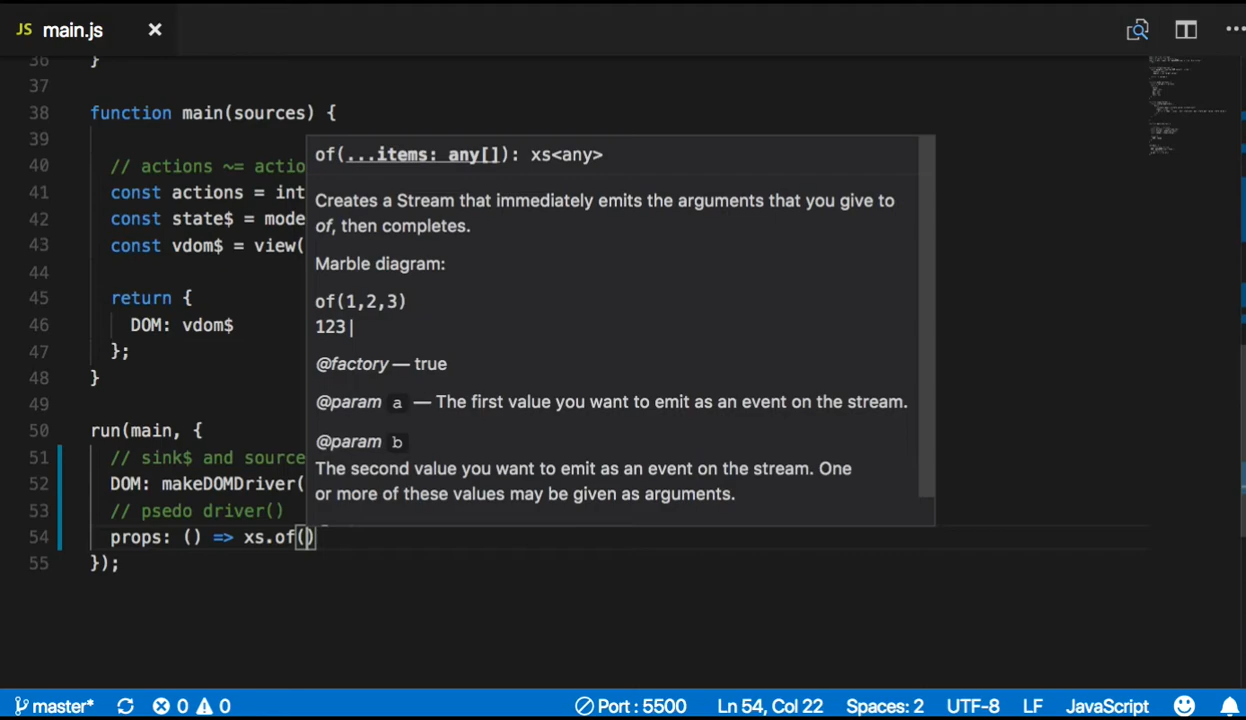 JS main.js
36 }
37
38 function main(sources) {
39
40 // actions ~= actio
41 const actions = int
42 const state$ = mode
43 const vdom$ = view(
44
45 return {
46 DOM: vdom$
47 };
48 }
49
50 run(main, {
51 // sink$ and source
52 DOM: makeDOMDriver(
53 // psedo driver()
54 props: () => xs.of()
55 });
of(...items: any[]): xs<any>
Creates a Stream that immediately emits the arguments that you give to
of, then completes.
Marble diagram:
of(1,2,3)
123|
@factory — true
@param a — The first value you want to emit as an event on the stream.
@param b
The second value you want to emit as an event on the stream. One
or more of these values may be given as arguments.
master* 0 0 Port : 5500 Ln 54, Col 22 Spaces: 2 UTF-8 LF JavaScript